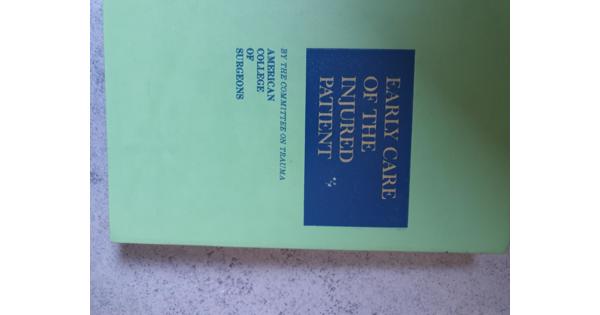 EARLY CARE
OF THE
INJURED
PATIENT
BY THE COMMITTEE ON TRAUMA
AMERICAN
COLLEGE
OF
SURGEONS